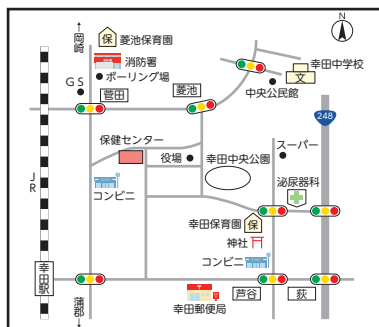 ←岡崎
保
菱池保育園
N
消防署
ボーリング場
GS
菅田
菱池
幸田中学校
文
中央公民館
248
保健センター
役場
幸田中央公園
スーパー
泌尿器科
コンビニ
JR
幸田保育園
保
神社
コンビニ
幸田駅
芦谷
荻
幸田郵便局
蒲郡→